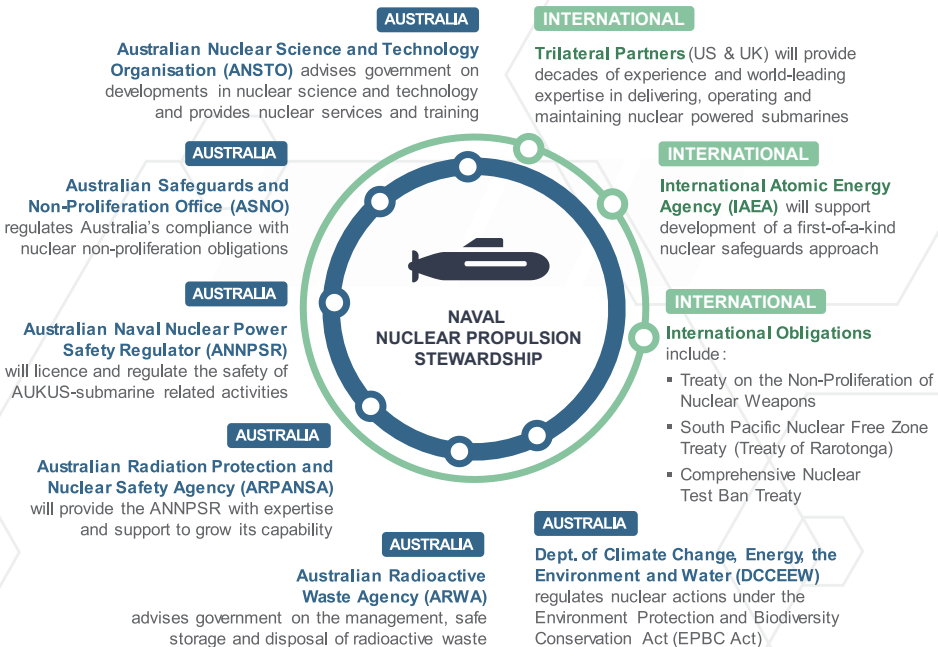 AUSTRALIA
Australian Nuclear Science and Technology
Organisation (ANSTO) advises government on
developments in nuclear science and technology
and provides nuclear services and training
INTERNATIONAL
Trilateral Partners (US & UK) will provide
decades of experience and world-leading
expertise in delivering, operating and
maintaining nuclear powered submarines
AUSTRALIA
Australian Safeguards and
Non-Proliferation Office (ASNO)
regulates Australia's compliance with
nuclear non-proliferation obligations
INTERNATIONAL
International Atomic Energy
Agency (IAEA) will support
development of a first-of-a-kind
nuclear safeguards approach
AUSTRALIA
Australian Naval Nuclear Power
Safety Regulator (ANNPSR)
will licence and regulate the safety of
AUKUS-submarine related activities
NAVAL
NUCLEAR PROPULSION
STEWARDSHIP
INTERNATIONAL
International Obligations
include:
▪ Treaty on the Non-Proliferation of
Nuclear Weapons
▪ South Pacific Nuclear Free Zone
Treaty (Treaty of Rarotonga)
▪ Comprehensive Nuclear
Test Ban Treaty
AUSTRALIA
Australian Radiation Protection and
Nuclear Safety Agency (ARPANSA)
will provide the ANNPSR with expertise
and support to grow its capability
AUSTRALIA
Australian Radioactive
Waste Agency (ARWA)
advises government on the management, safe
storage and disposal of radioactive waste
AUSTRALIA
Dept. of Climate Change, Energy, the
Environment and Water (DCCEEW)
regulates nuclear actions under the
Environment Protection and Biodiversity
Conservation Act (EPBC Act)